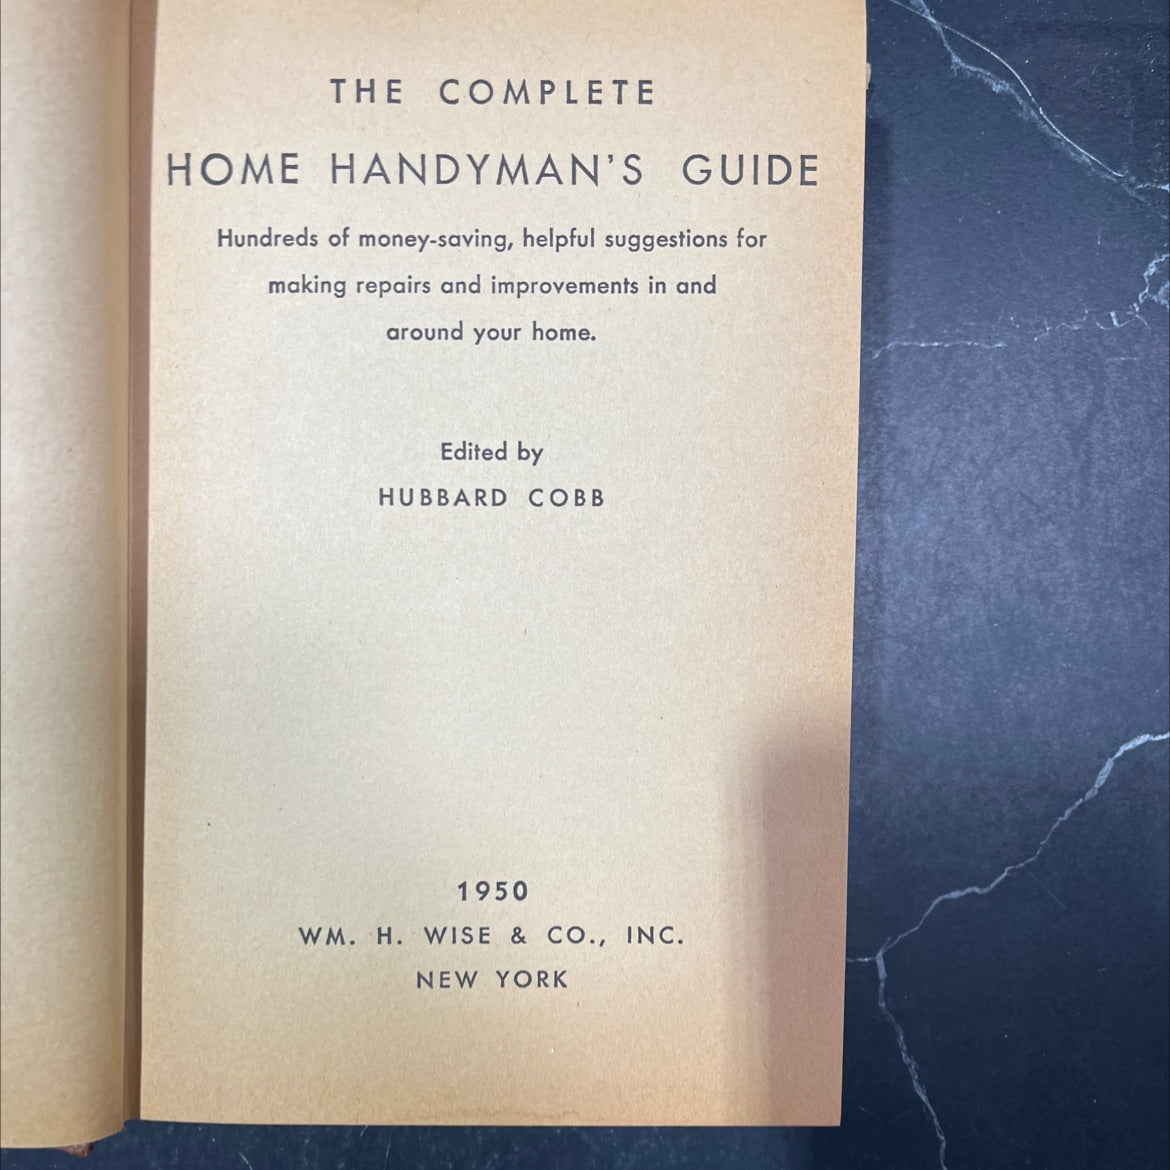 THE COMPLETE
HOME HANDYMAN'S GUIDE
Hundreds of money-saving, helpful suggestions for
making repairs and improvements in and
around your home.
Edited by
HUBBARD COBB
1950
WM. H. WISE & CO., INC.
NEW YORK